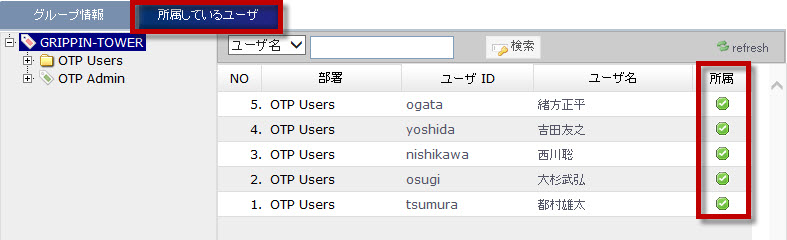 グループ情報 所属しているユーザ
GRIPPIN-TOWER
OTP Users
OTP Admin
ユーザ名 検索 refresh
NO 部署 ユーザ ID ユーザ名 所属
5. OTP Users ogata 緒方正平
4. OTP Users yoshida 吉田友之
3. OTP Users nishikawa 西川聡
2. OTP Users osugi 大杉武弘
1. OTP Users tsumura 都村雄太